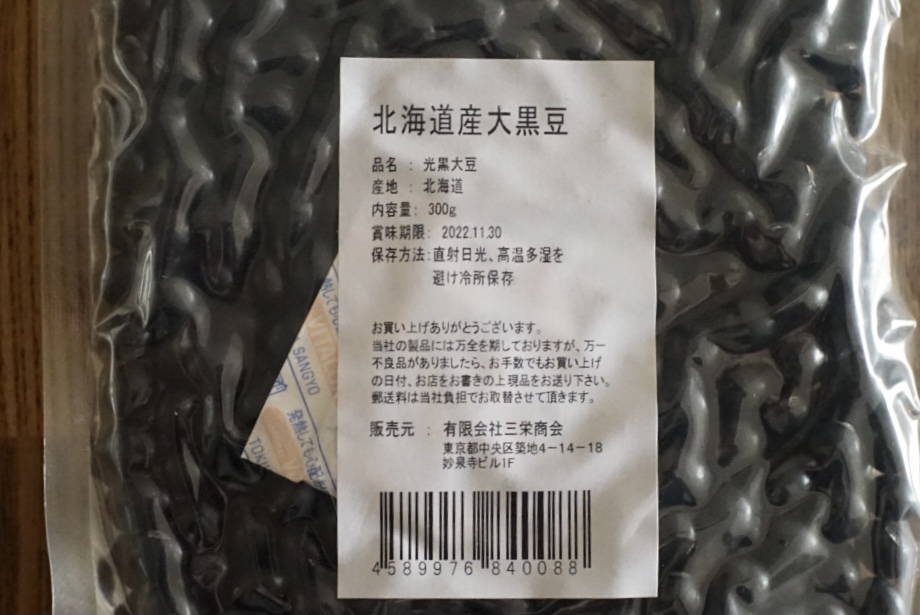 北海道産大黒豆
品名 : 光黒大豆
産地 : 北海道
内容量: 300g
賞味期限: 2022.11.30
保存方法:直射日光、高温多湿を
避け冷所保存
お買い上げありがとうございます。
当社の製品には万全を期しておりますが、万一
不良品がありましたら、お手数でもお買い上げ
の日付、お店をお書きの上現品をお送り下さい。
郵送料は当社負担でお取替させて頂きます。
販売元 : 有限会社三栄商会
東京都中央区築地4-14-18
妙泉寺ビル1F
4589976840088
SANGYO
発熱しても